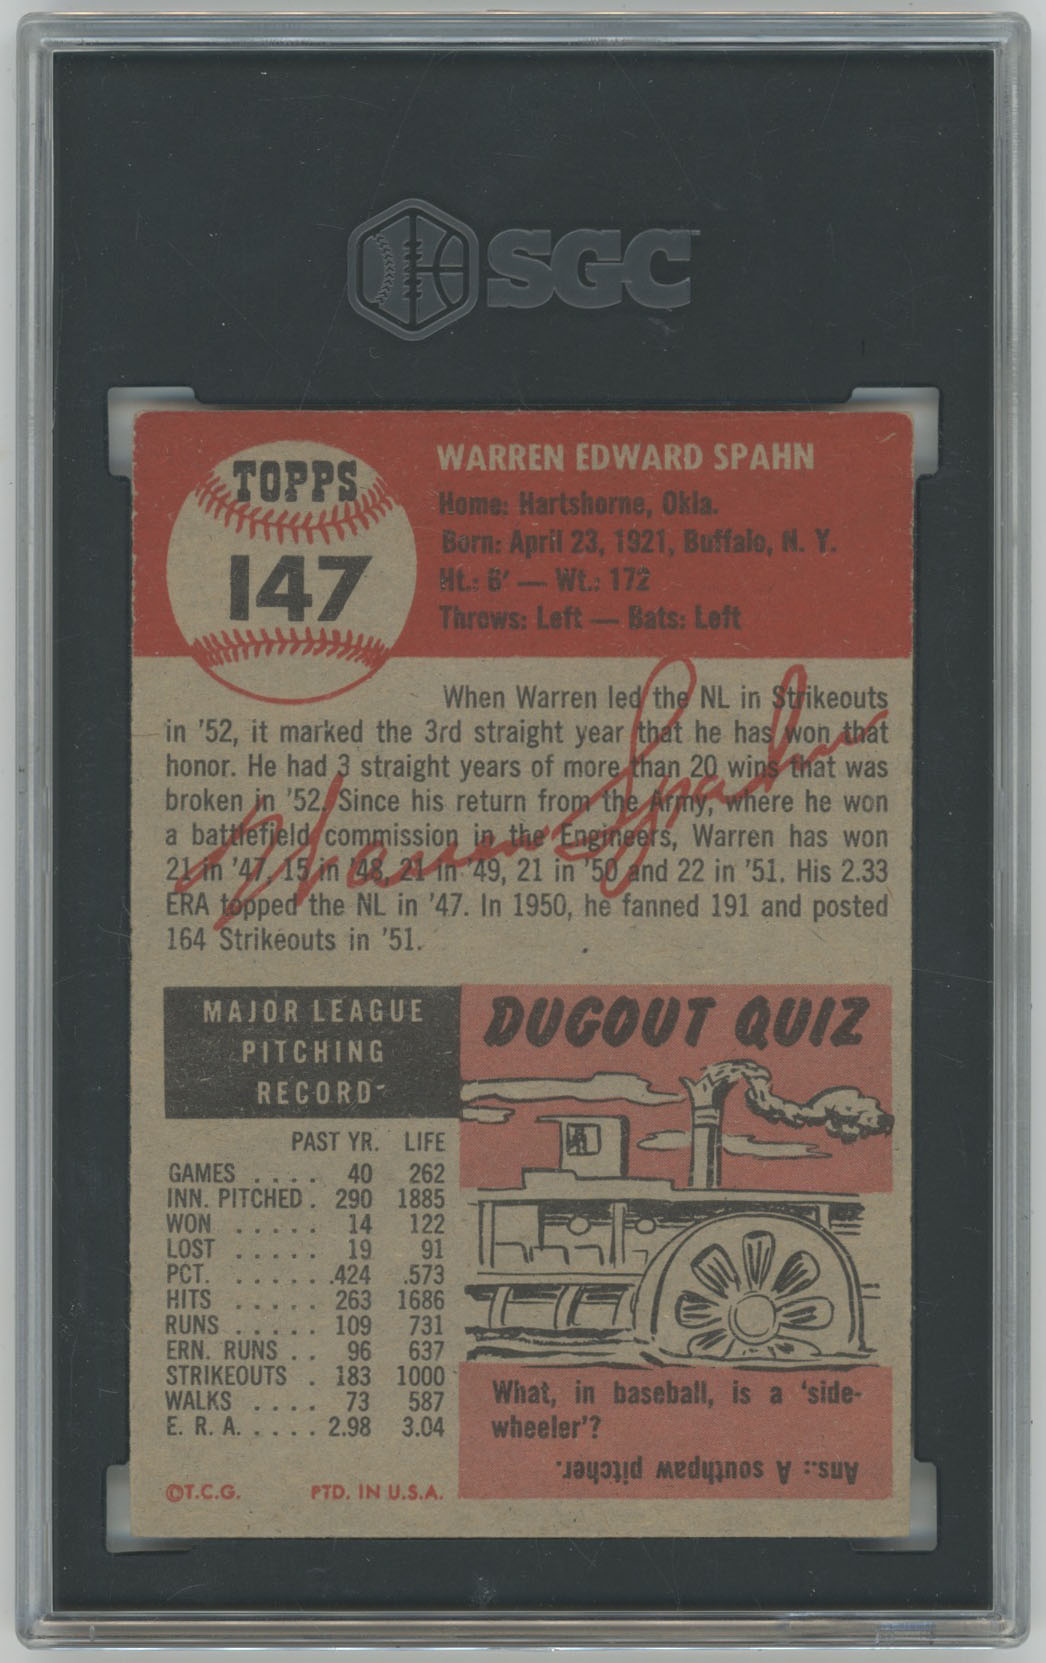 SGC
TOPPS
147
WARREN EDWARD SPAHN
Home: Hartshorne, Okla.
Born: April 23, 1921, Buffalo, N. Y.
Ht.: 6' — Wt.: 172
Throws: Left — Bats: Left
When Warren led the NL in Strikeouts
in '52, it marked the 3rd straight year that he has won that
honor. He had 3 straight years of more than 20 wins that was
broken in '52. Since his return from the Army, where he won
a battlefield commission in the Engineers, Warren has won
21 in '47, 15 in '48, 21 in '49, 21 in '50 and 22 in '51. His 2.33
ERA topped the NL in '47. In 1950, he fanned 191 and posted
164 Strikeouts in '51.
Warren Spahn
MAJOR LEAGUE
PITCHING
RECORD
PAST YR. LIFE
GAMES . . . . 40 262
INN. PITCHED . 290 1885
WON . . . . . 14 122
LOST . . . . . 19 91
PCT. . . . . . . .424 .573
HITS . . . . . 263 1686
RUNS . . . . . 109 731
ERN. RUNS . . 96 637
STRIKEOUTS . 183 1000
WALKS . . . . 73 587
E. R. A. . . . . 2.98 3.04
©T.C.G. PTD. IN U.S.A.
DUGOUT QUIZ
What, in baseball, is a 'side-
wheeler'?
Ans.: A southpaw pitcher.